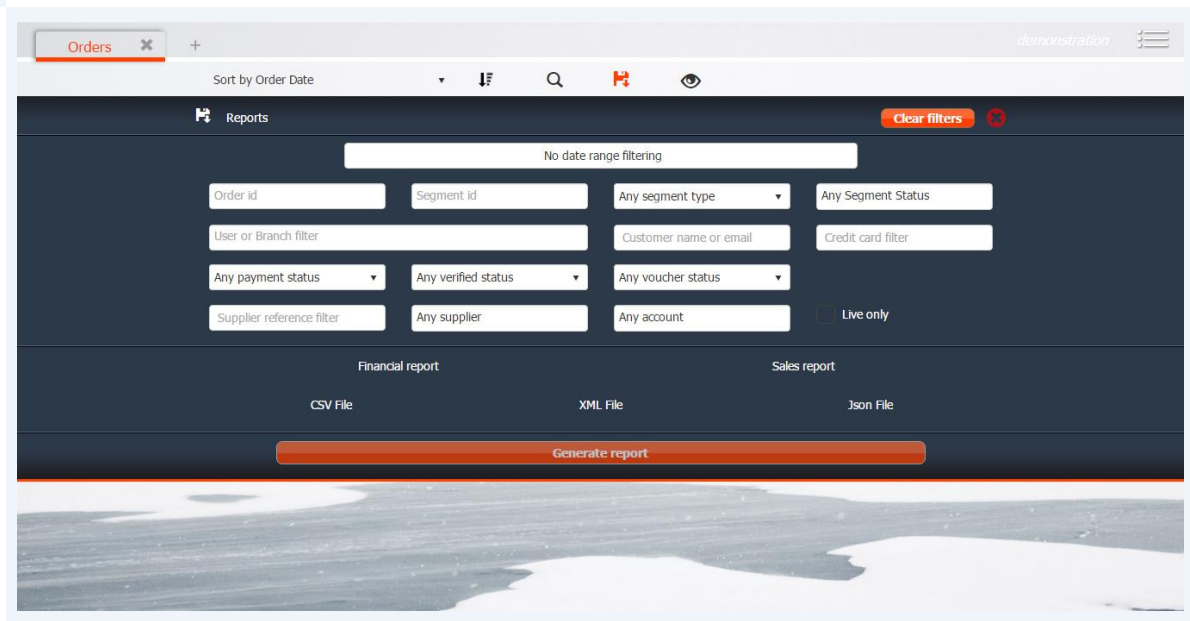 Orders
demonstration
Sort by Order Date
Reports
Clear filters
No date range filtering
Order id
Segment id
Any segment type
Any Segment Status
User or Branch filter
Customer name or email
Credit card filter
Any payment status
Any verified status
Any voucher status
Supplier reference filter
Any supplier
Any account
Live only
Financial report
Sales report
CSV File
XML File
Json File
Generate report